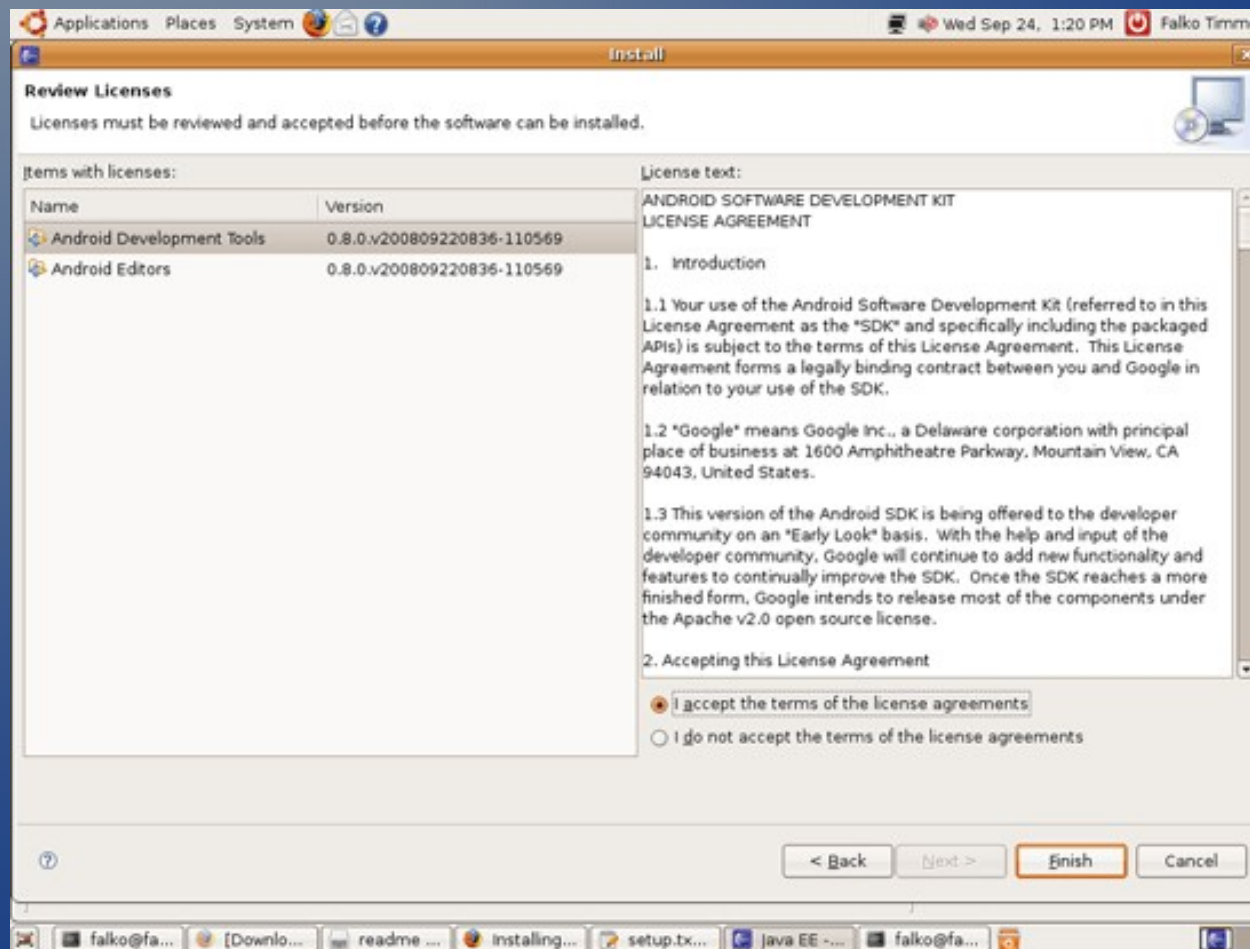 Applications Places System
Wed Sep 24, 1:20 PM
Falko Timm
Install
Review Licenses
Licenses must be reviewed and accepted before the software can be installed.
Items with licenses:
Name Version
Android Development Tools 0.8.0.v200809220836-110569
Android Editors 0.8.0.v200809220836-110569
License text:
ANDROID SOFTWARE DEVELOPMENT KIT
LICENSE AGREEMENT
1. Introduction
1.1 Your use of the Android Software Development Kit (referred to in this
License Agreement as the "SDK" and specifically including the packaged
APIs) is subject to the terms of this License Agreement. This License
Agreement forms a legally binding contract between you and Google in
relation to your use of the SDK.
1.2 "Google" means Google Inc., a Delaware corporation with principal
place of business at 1600 Amphitheatre Parkway, Mountain View, CA
94043, United States.
1.3 This version of the Android SDK is being offered to the developer
community on an "Early Look" basis. With the help and input of the
developer community, Google will continue to add new functionality and
features to continually improve the SDK. Once the SDK reaches a more
finished form, Google intends to release most of the components under
the Apache v2.0 open source license.
2. Accepting this License Agreement
I accept the terms of the license agreements
I do not accept the terms of the license agreements
< Back Next > Finish Cancel
falko@fa... [Downlo... readme ... Installing... setup.tx... Java EE -... falko@fa...